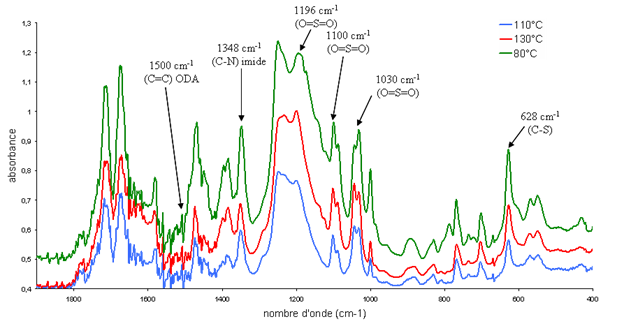 1196 cm-1
(O=S=O)
1100 cm-1
(O=S=O)
1348 cm-1
(C-N) imide
1500 cm-1
(C=C) ODA
1030 cm-1
(O=S=O)
628 cm-1
(C-S)
110°C
130°C
80°C
absorbance
1,3
1,2
1,1
1
0,9
0,8
0,7
0,6
0,5
0,4
1800
1600
1400
1200
1000
800
600
400
nombre d'onde (cm-1)